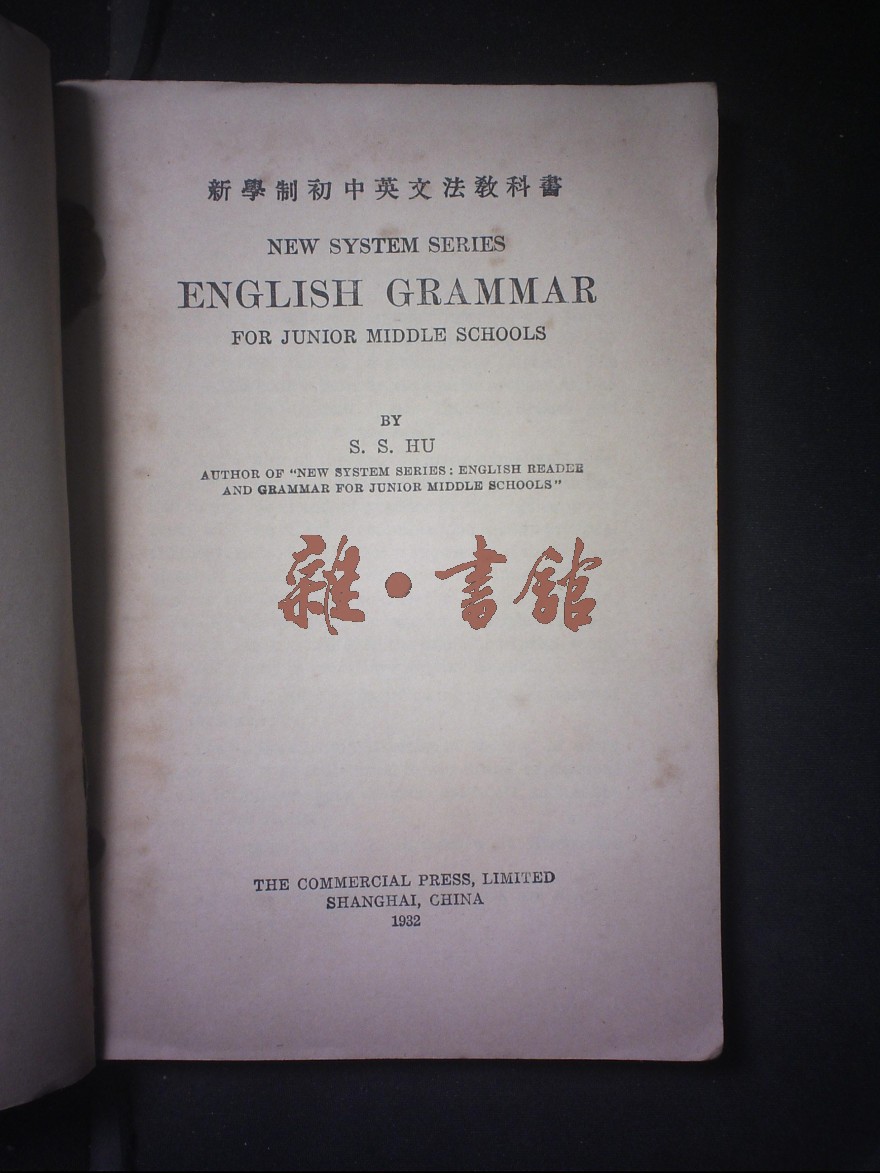 新學制初中英文法敎科書
NEW SYSTEM SERIES
ENGLISH GRAMMAR
FOR JUNIOR MIDDLE SCHOOLS
BY
S. S. HU
AUTHOR OF "NEW SYSTEM SERIES: ENGLISH READER
AND GRAMMAR FOR JUNIOR MIDDLE SCHOOLS"
雜·書館
THE COMMERCIAL PRESS, LIMITED
SHANGHAI, CHINA
1932